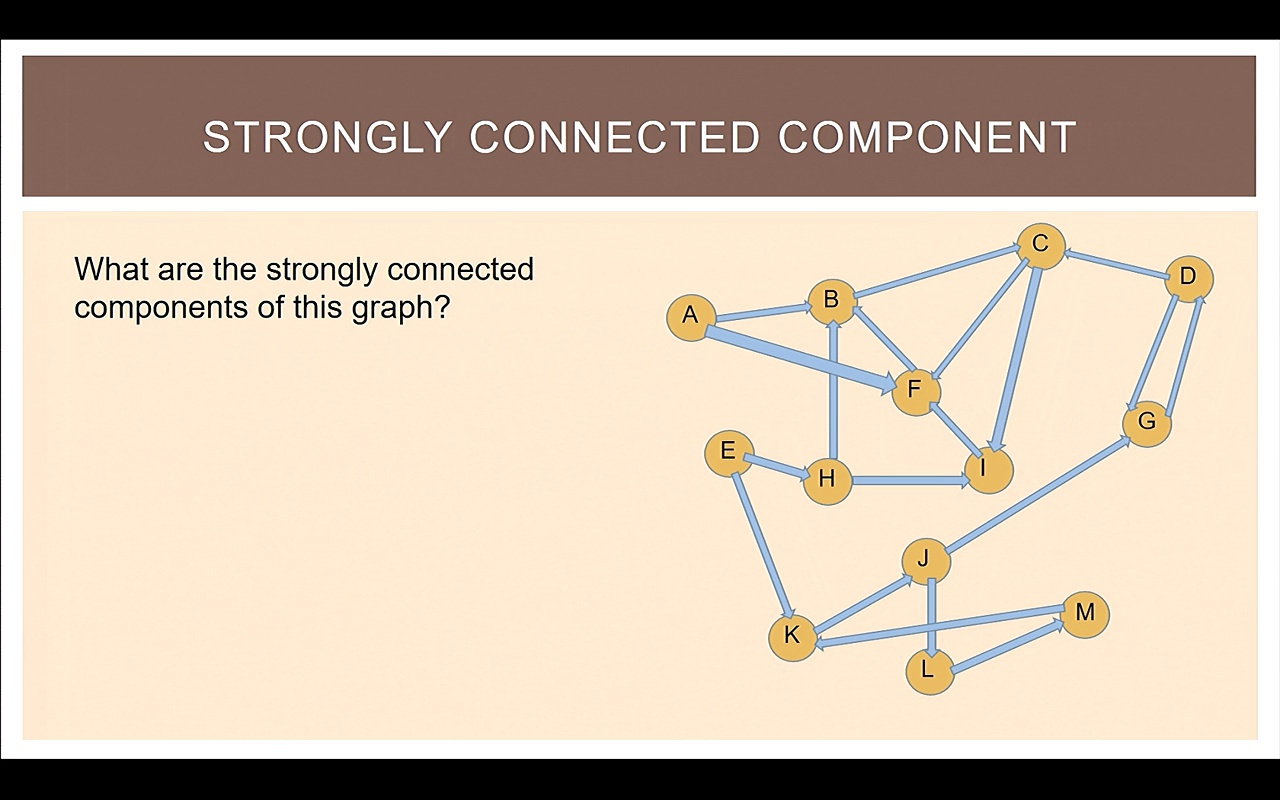 STRONGLY CONNECTED COMPONENT
What are the strongly connected
components of this graph?
C
D
B
A
F
G
E
I
H
J
M
K
L